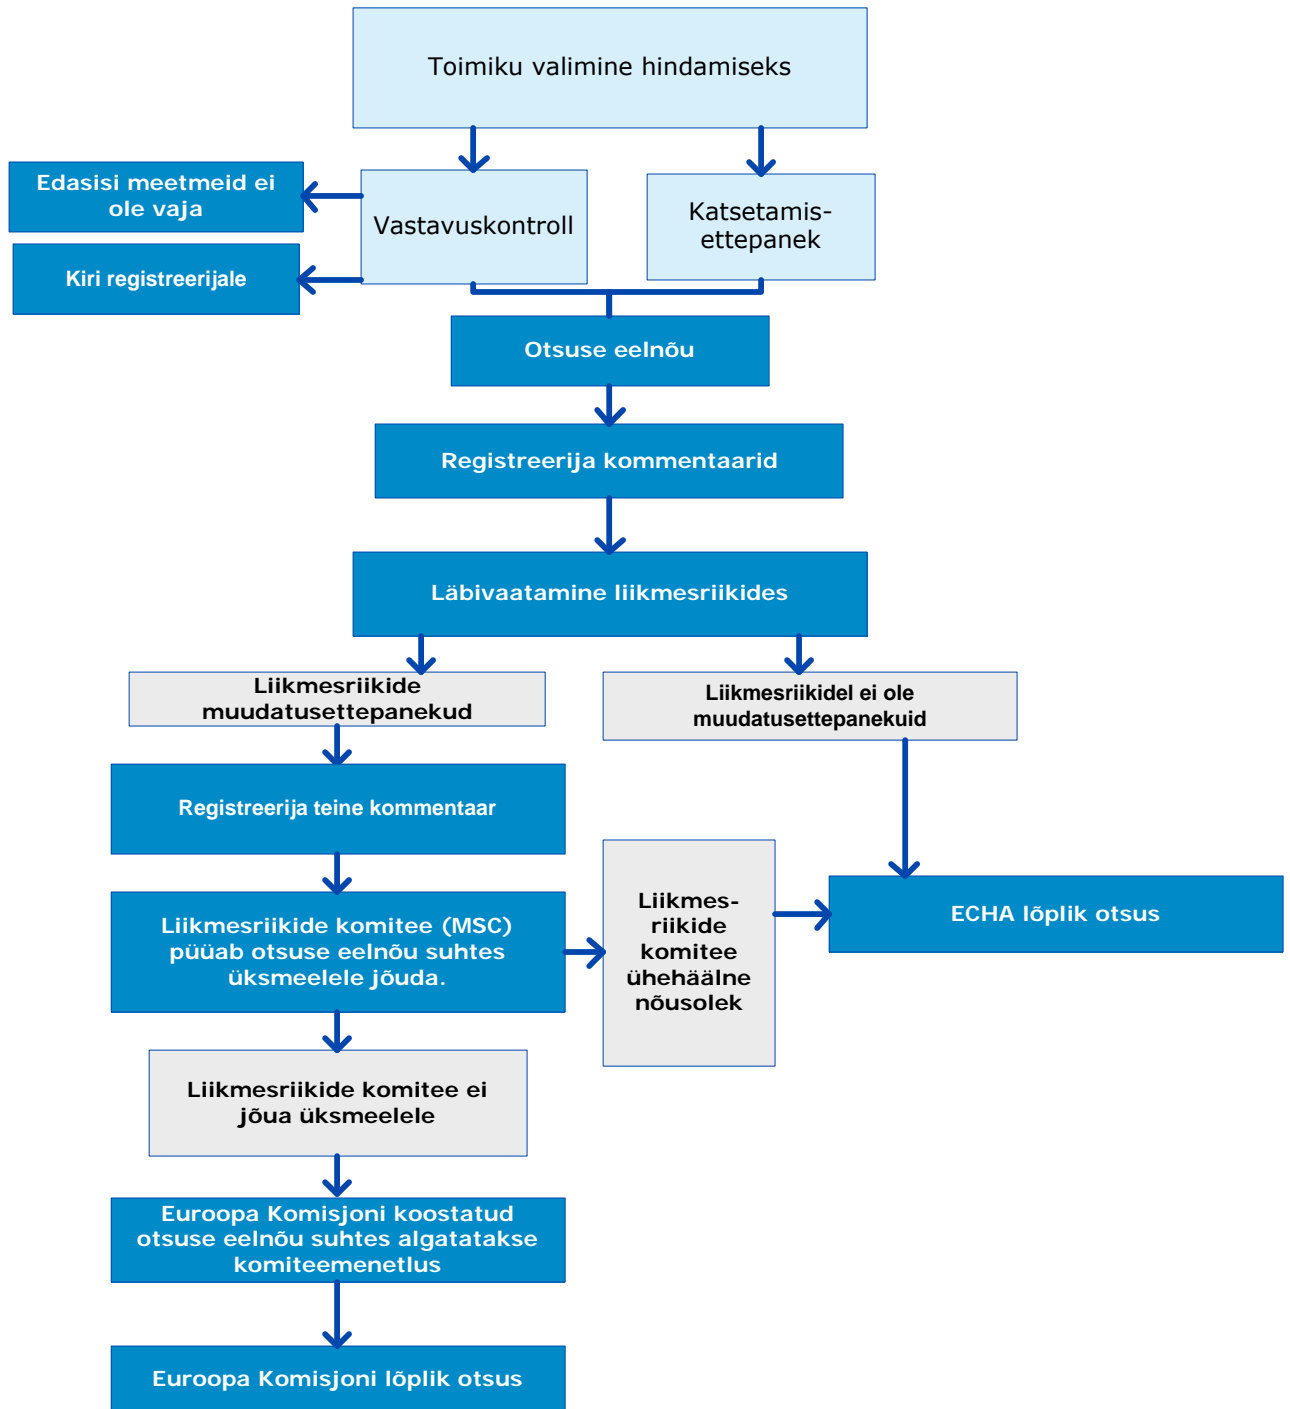 Toimiku valimine hindamiseks
Edasisi meetmeid ei
ole vaja
Vastavuskontroll
Katsetamis-
ettepanek
Kiri registreerijale
Otsuse eelnõu
Registreerija kommentaarid
Läbivaatamine liikmesriikides
Liikmesriikide
muudatusettepanekud
Liikmesriikidel ei ole
muudatusettepanekuid
Registreerija teine kommentaar
Liikmesriikide komitee (MSC)
püüab otsuse eelnõu suhtes
üksmeelele jõuda.
Liikmes-
riikide
komitee
ühehäälne
nõusolek
ECHA lõplik otsus
Liikmesriikide komitee ei
jõua üksmeelele
Euroopa Komisjoni koostatud
otsuse eelnõu suhtes algatatakse
komiteemenetlus
Euroopa Komisjoni lõplik otsus